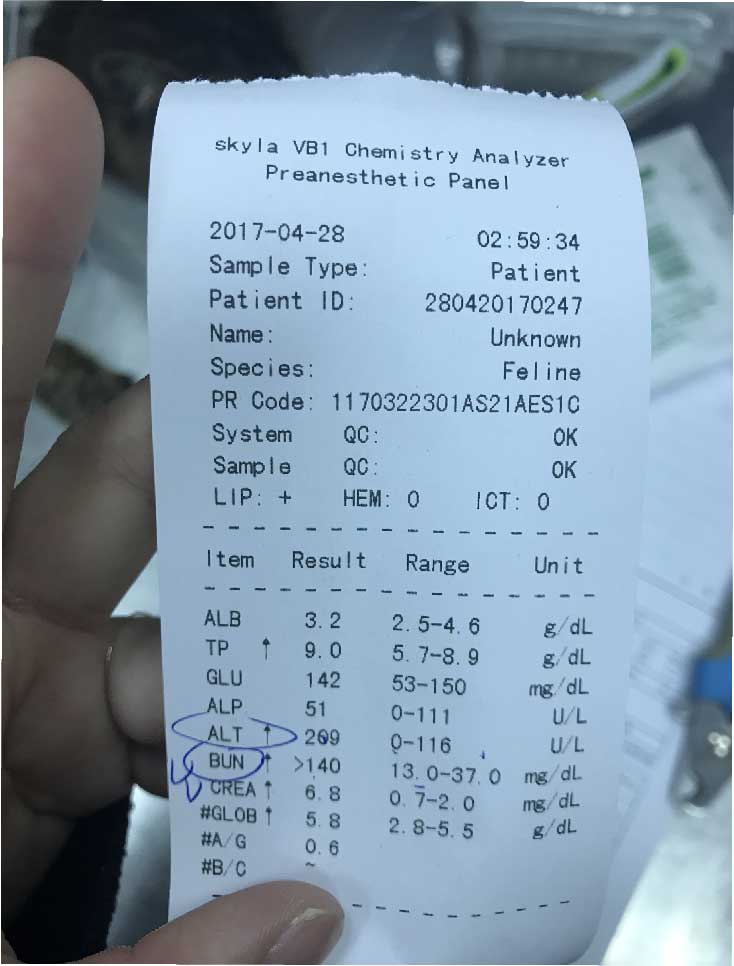 skyla VB1 Chemistry Analyzer
Preanesthetic Panel
2017-04-28 02:59:34
Sample Type: Patient
Patient ID: 280420170247
Name: Unknown
Species: Feline
PR Code: 1170322301AS21AES1C
System QC: OK
Sample QC: OK
LIP: + HEM: 0 ICT: 0
Item Result Range Unit
ALB 3.2 2.5-4.6 g/dL
TP ↑ 9.0 5.7-8.9 g/dL
GLU 142 53-150 mg/dL
ALP 51 0-111 U/L
ALT ↑ 209 0-116 U/L
BUN ↑ >140 13.0-37.0 mg/dL
CREA ↑ 6.8 0.7-2.0 mg/dL
#GLOB ↑ 5.8 2.8-5.5 g/dL
#A/G 0.6
#B/C ~